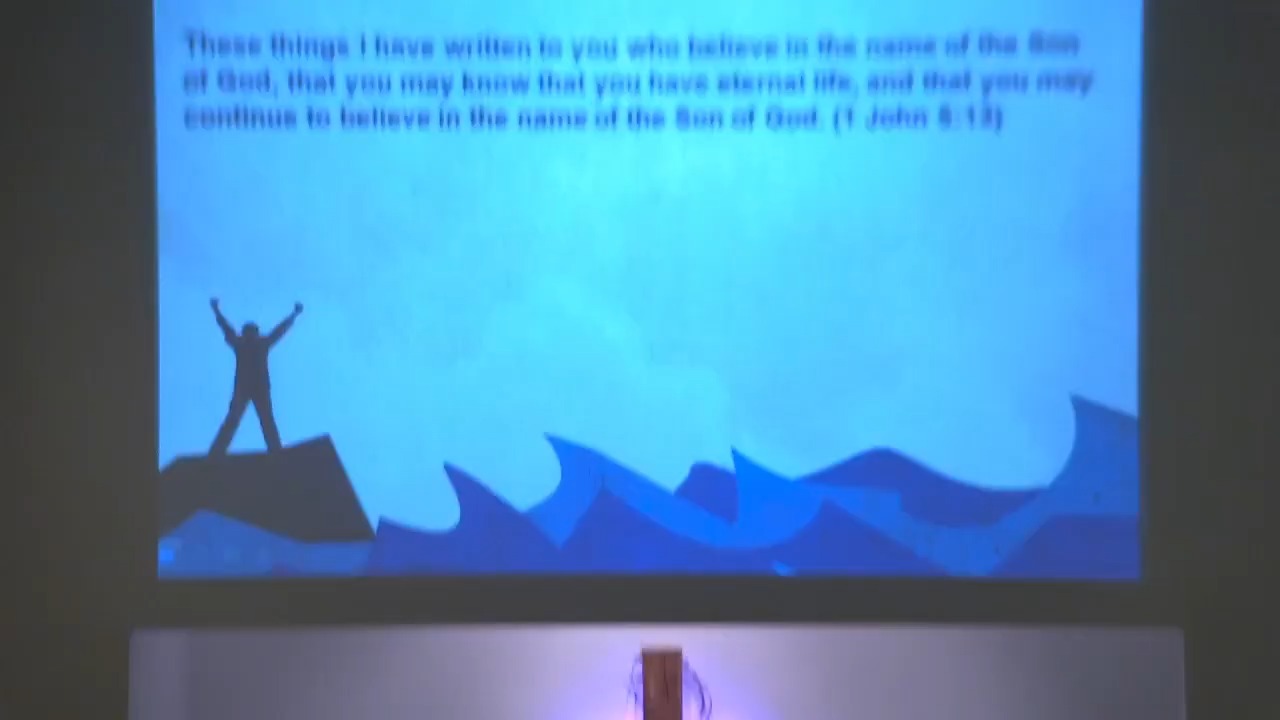 These things I have written to you who believe in the name of the Son
of God, that you may know that you have eternal life, and that you may
continue to believe in the name of the Son of God. (1 John 5:13)